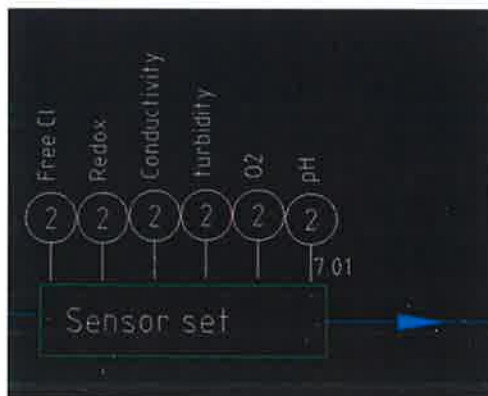 Free Cl
Redox
Conductivity
turbidity
O2
pH
2 2 2 2 2 2
7.01
Sensor set